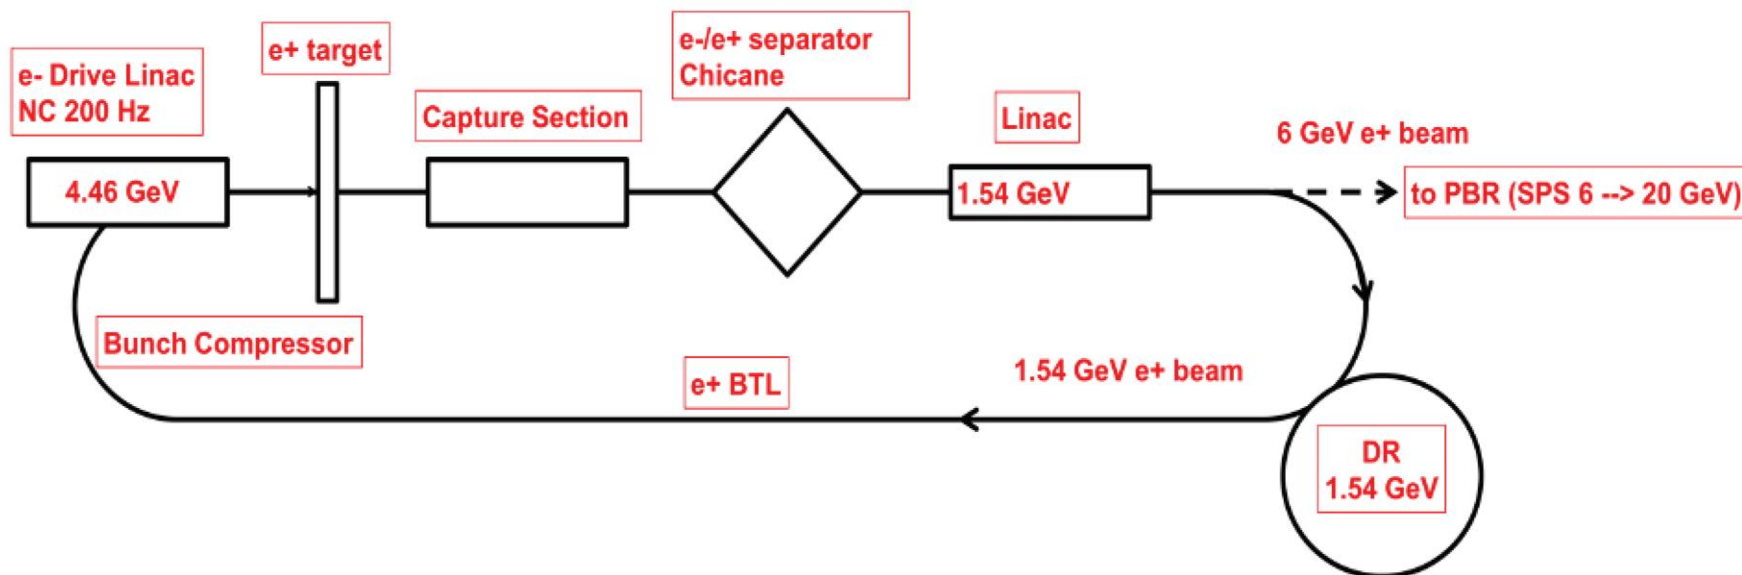 e- Drive Linac
NC 200 Hz
4.46 GeV
e+ target
Bunch Compressor
Capture Section
e-/e+ separator
Chicane
Linac
1.54 GeV
6 GeV e+ beam
to PBR (SPS 6 --> 20 GeV)
e+ BTL
1.54 GeV e+ beam
DR
1.54 GeV